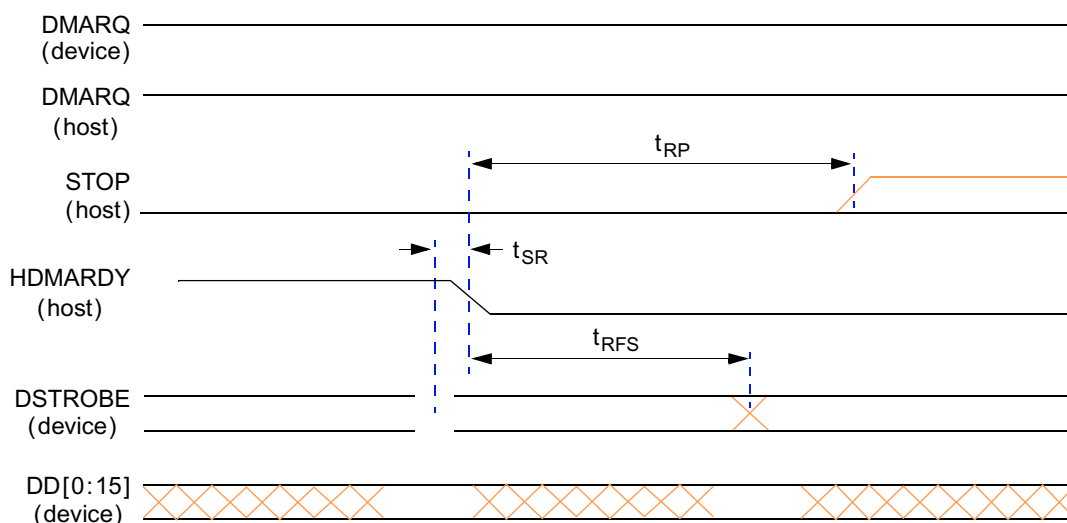 DMARQ
(device)
DMARQ
(host)
tRP
STOP
(host)
tSR
HDMARDY
(host)
tRFS
DSTROBE
(device)
DD[0:15]
(device)